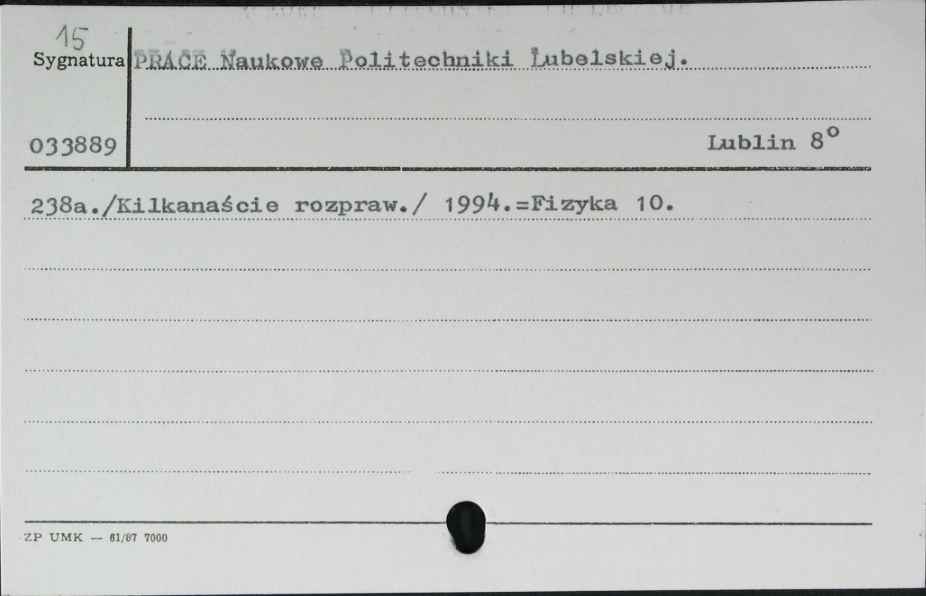 15
Sygnatura PRACE Naukowe Politechniki Lubelskiej.
033889 Lublin 8°
238a./Kilkanaście rozpraw./ 1994.=Fizyka 10.
ZP UMK — 61/87 7000